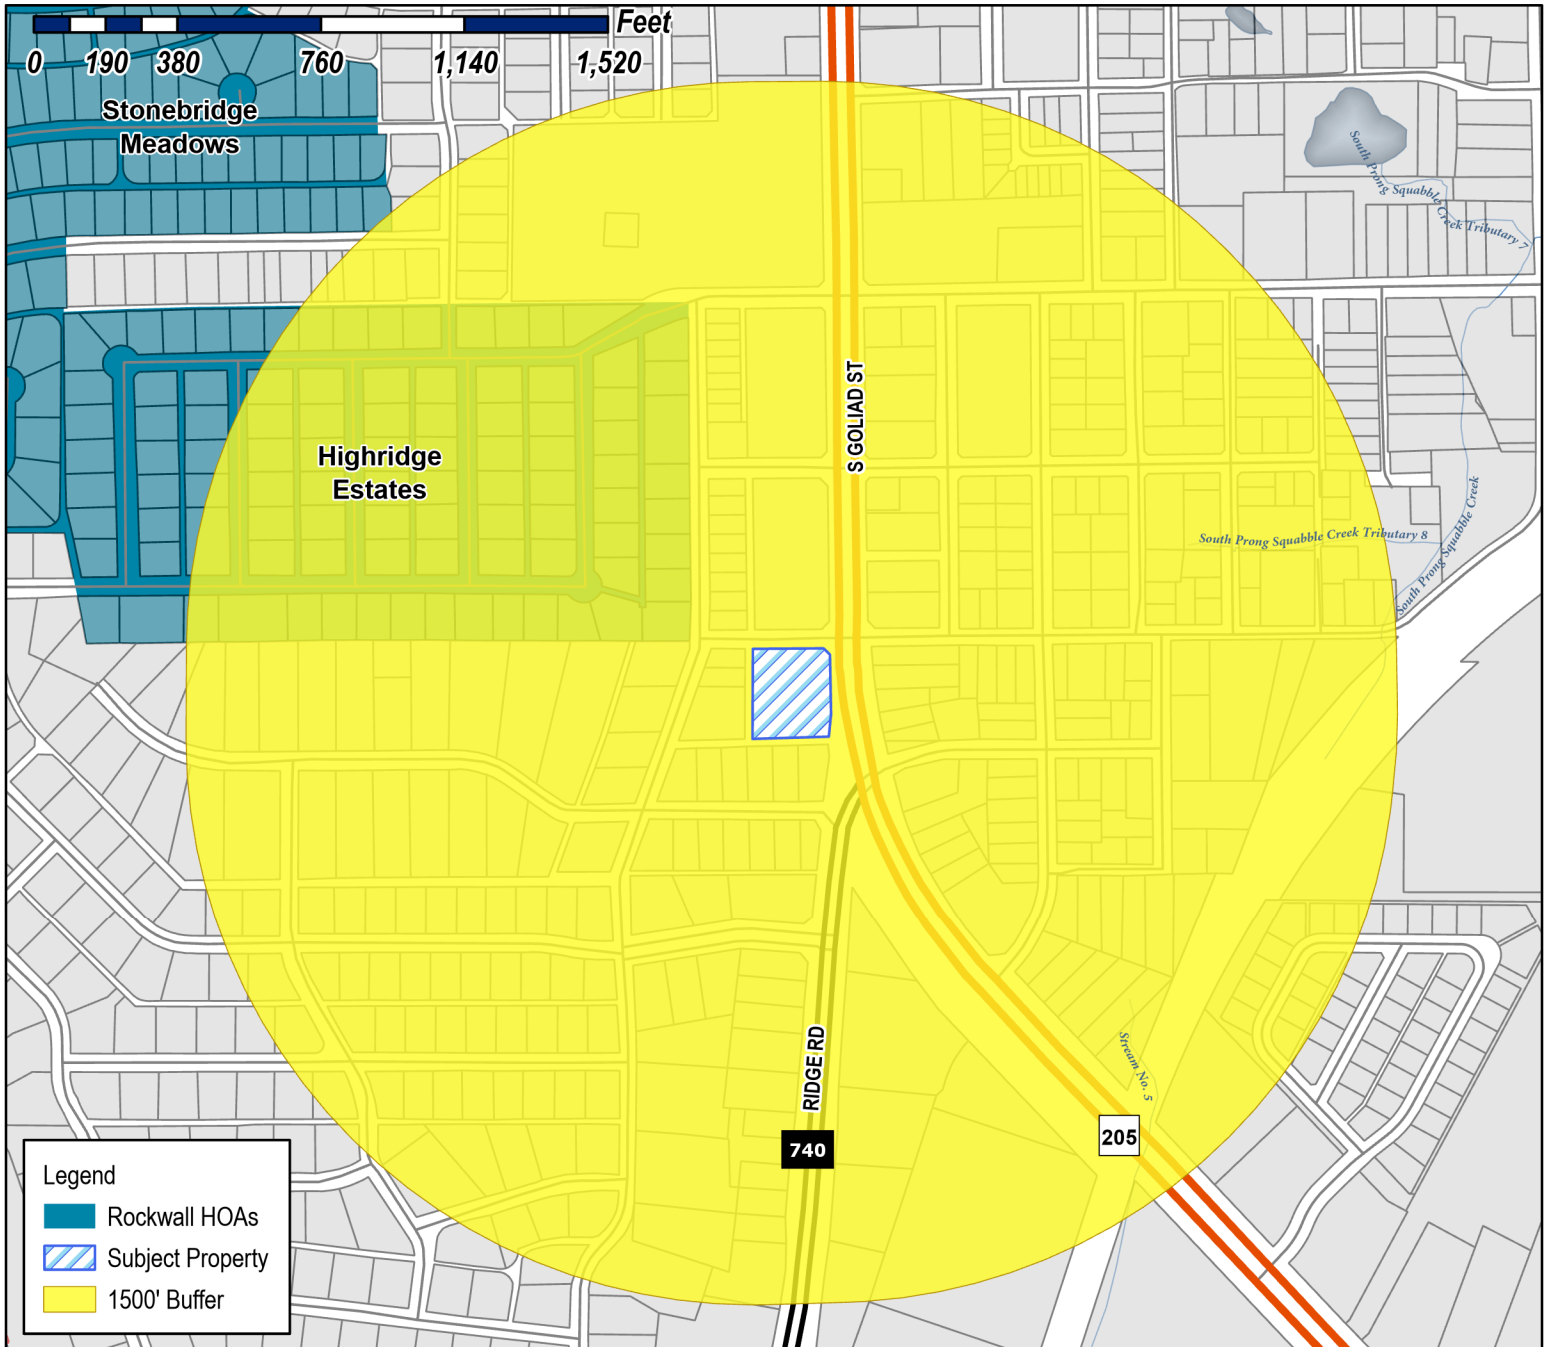 Feet
0 190 380 760 1,140 1,520
Stonebridge
Meadows
South Prong Squabble Creek Tributary 7
S GOLIAD ST
Highridge
Estates
South Prong Squabble Creek Tributary 8
South Prong Squabble Creek
RIDGE RD
Stream No. 5
205
740
Legend
Rockwall HOAs
Subject Property
1500' Buffer